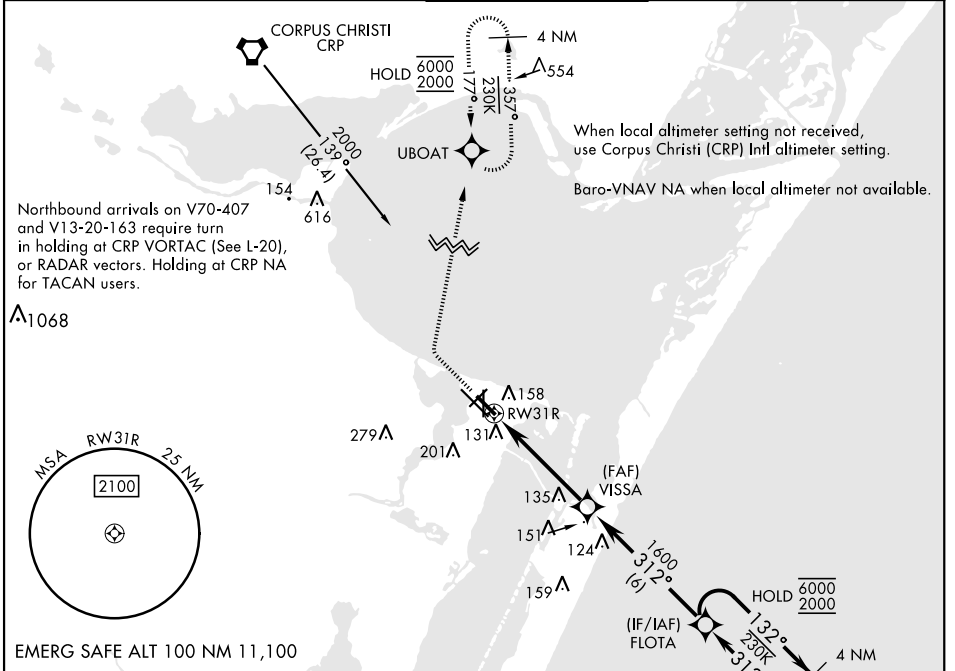 CORPUS CHRISTI
CRP
4 NM
HOLD 6000
2000
554
177°
230K
357°
2000
139°
(26.4)
UBOAT
When local altimeter setting not received,
use Corpus Christi (CRP) Intl altimeter setting.
Baro-VNAV NA when local altimeter not available.
154
616
Northbound arrivals on V70-407
and V13-20-163 require turn
in holding at CRP VORTAC (See L-20),
or RADAR vectors. Holding at CRP NA
for TACAN users.
1068
158
RW31R
279
131
201
MSA RW31R 25 NM
2100
(FAF)
VISSA
135
151
124
1600
312°
(6)
159
HOLD 6000
2000
(IF/IAF)
FLOTA
132°
230K
4 NM
EMERG SAFE ALT 100 NM 11,100